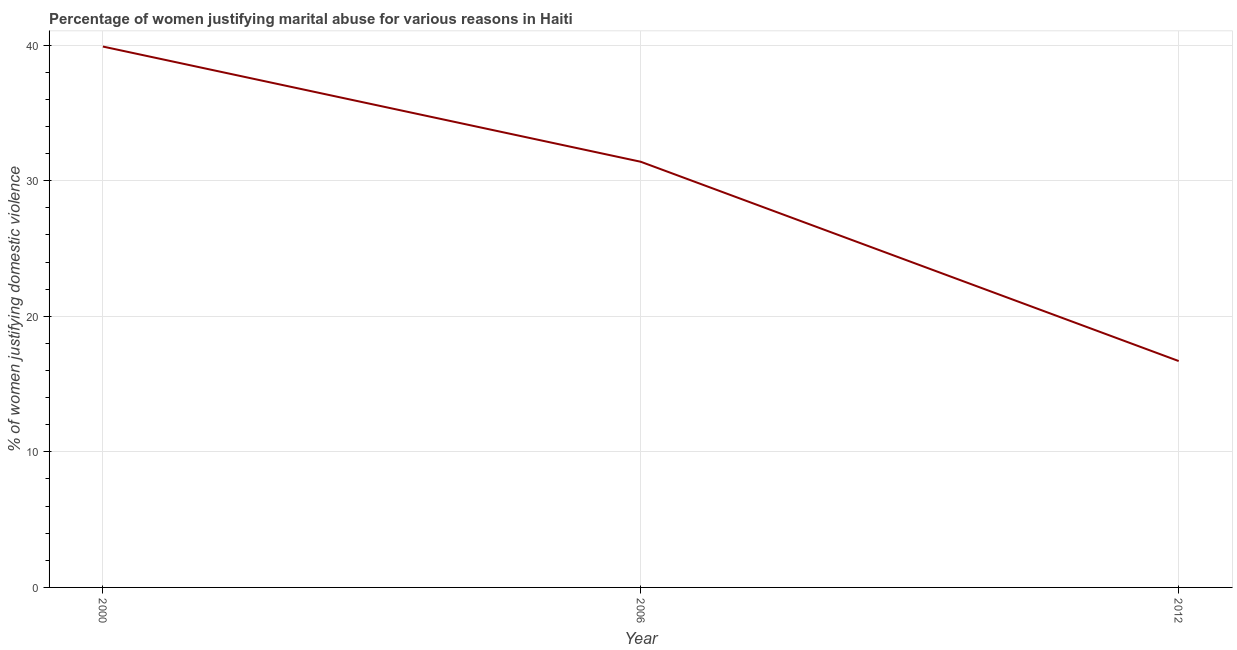 Percentage of women justifying marital abuse for various reasons in Haiti
% of women justifying domestic violence
40
30
20
10
0
2000
2006
2012
Year